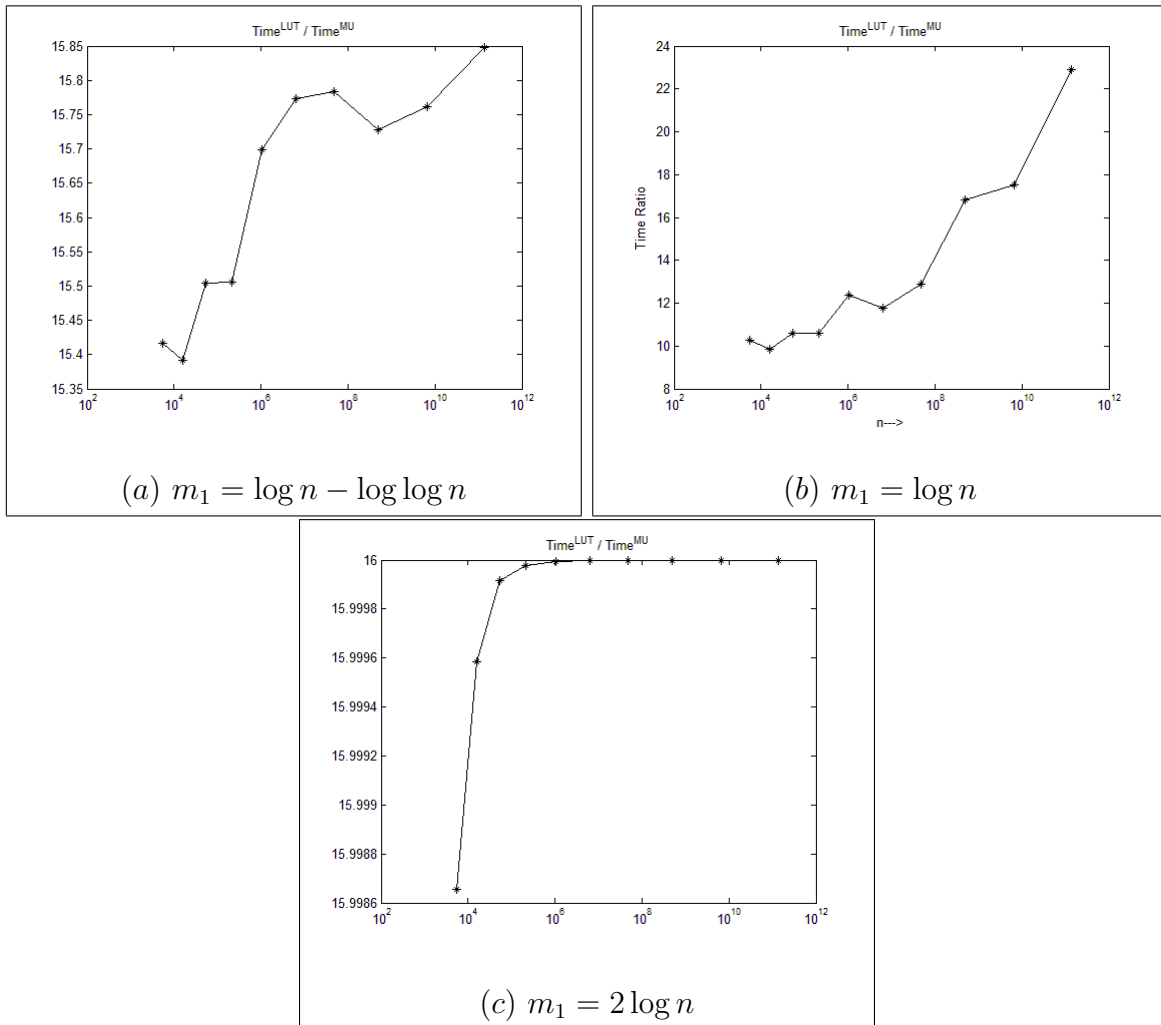 Time^LUT / Time^MU
15.85
15.8
15.75
15.7
15.65
15.6
15.55
15.5
15.45
15.4
15.35
10^2 10^4 10^6 10^8 10^10 10^12
(a) m_1 = log n − log log n
Time^LUT / Time^MU
Time Ratio
24
22
20
18
16
14
12
10
8
10^2 10^4 10^6 10^8 10^10 10^12
n--->
(b) m_1 = log n
Time^LUT / Time^MU
16
15.9998
15.9996
15.9994
15.9992
15.999
15.9988
15.9986
10^2 10^4 10^6 10^8 10^10 10^12
(c) m_1 = 2 log n